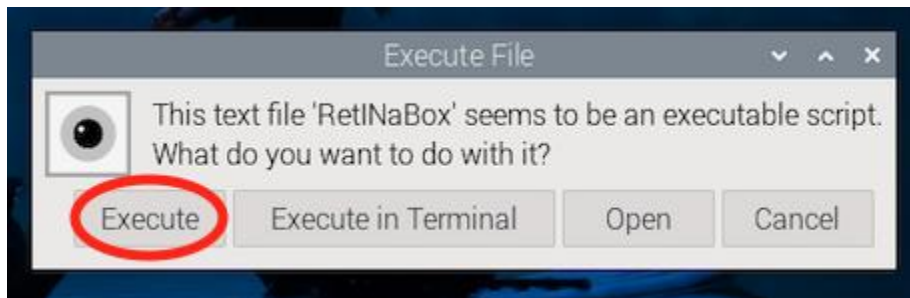 Execute File
This text file 'RetINaBox' seems to be an executable script.
What do you want to do with it?
Execute Execute in Terminal Open Cancel